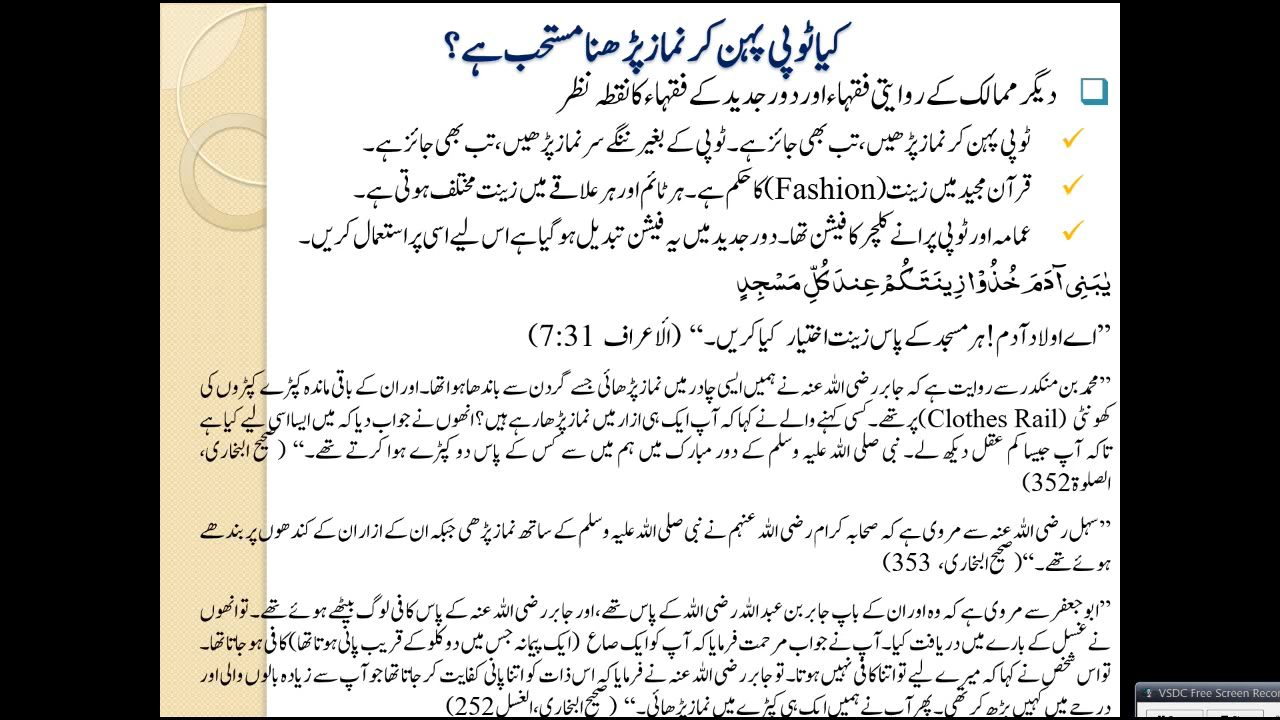 کیا ٹوپی پہن کر نماز پڑھنا مستحب ہے؟
دیگر ممالک کے روایتی فقہاء اور دور جدید کے فقہاء کا نقطہ نظر
ٹوپی پہن کر نماز پڑھیں، تب بھی جائز ہے۔ ٹوپی کے بغیر ننگے سر نماز پڑھیں، تب بھی جائز ہے۔
قرآن مجید میں زینت (Fashion) کا حکم ہے۔ ہر ٹائم اور ہر علاقے میں زینت مختلف ہوتی ہے۔
عمامہ اور ٹوپی پرانے کلچر کا فیشن تھا۔ دور جدید میں یہ فیشن تبدیل ہو گیا ہے اس لیے اسی پر استعمال کریں۔
يٰبَنِى آدَمَ خُذُوْا زِينَتَكُمْ عِندَ كُلِّ مَسْجِدٍ
”اے اولاد آدم! ہر مسجد کے پاس زینت اختیار کیا کریں۔“ (الأعراف 7:31)
”محمد بن منکدر سے روایت ہے کہ جابر رضی اللہ عنہ نے ہمیں ایسی چادر میں نماز پڑھائی جسے گردن سے باندھا ہوا تھا۔ اور ان کے باقی ماندہ کپڑے کپڑوں کی
کھونٹی (Clothes Rail) پر تھے۔ کسی کہنے والے نے کہا کہ آپ ایک ہی ازار میں نماز پڑھا رہے ہیں؟ انھوں نے جواب دیا کہ میں ایسا اسی لیے کیا ہے
تاکہ آپ جیسا کم عقل دیکھ لے۔ نبی صلی اللہ علیہ وسلم کے دور مبارک میں ہم میں سے کس کے پاس دو کپڑے ہوا کرتے تھے۔“ (صحیح البخاری،
الصلوۃ 352)
”سہل رضی اللہ عنہ سے مروی ہے کہ صحابہ کرام رضی اللہ عنہم نے نبی صلی اللہ علیہ وسلم کے ساتھ نماز پڑھی جبکہ ان کے ازار ان کے کندھوں پر بندھے
ہوئے تھے۔“ (صحیح البخاری، 353)
”ابو جعفر سے مروی ہے کہ وہ اور ان کے باپ جابر بن عبد اللہ رضی اللہ کے پاس تھے، اور جابر رضی اللہ عنہ کے پاس کافی لوگ بیٹھے ہوئے تھے۔ تو انھوں
نے غسل کے بارے میں دریافت کیا۔ آپ نے جواب مرحمت فرمایا کہ آپ کو ایک صاع (ایک پیمانہ جس میں دو کلو کے قریب پانی ہوتا تھا) کافی ہو جاتا تھا۔
تو اس شخص نے کہا کہ میرے لیے تو اتنا کافی نہیں ہوتا۔ تو جابر رضی اللہ عنہ نے فرمایا کہ اس ذات کو اتنا پانی کفایت کر جاتا تھا جو آپ سے زیادہ بالوں والی اور
درجے میں کہیں بڑھ کر تھی۔ پھر آپ نے ہمیں ایک ہی کپڑے میں نماز پڑھائی۔“ (صحیح البخاری، الغسل 252)
VSDC Free Screen Recor